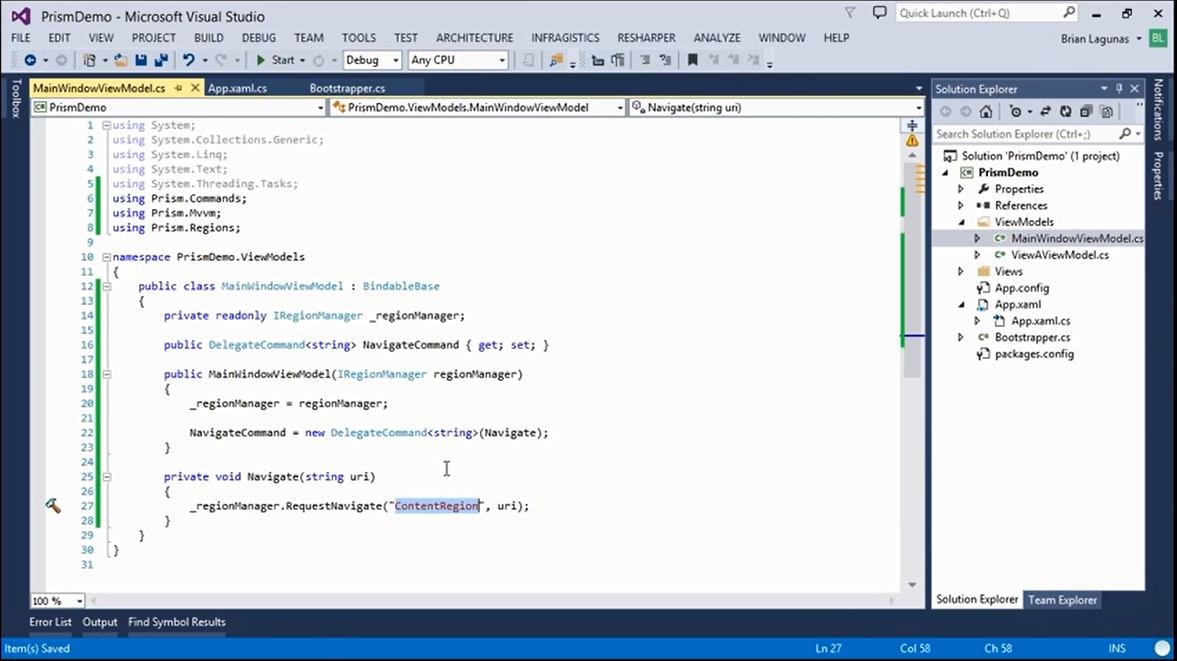 PrismDemo - Microsoft Visual Studio
Quick Launch (Ctrl+Q)
FILE EDIT VIEW PROJECT BUILD DEBUG TEAM TOOLS TEST ARCHITECTURE INFRAGISTICS RESHARPER ANALYZE WINDOW HELP
Brian Lagunas BL
Start Debug Any CPU
Toolbox
MainWindowViewModel.cs App.xaml.cs Bootstrapper.cs
PrismDemo PrismDemo.ViewModels.MainWindowViewModel Navigate(string uri)
1 using System;
2 using System.Collections.Generic;
3 using System.Linq;
4 using System.Text;
5 using System.Threading.Tasks;
6 using Prism.Commands;
7 using Prism.Mvvm;
8 using Prism.Regions;
9
10 namespace PrismDemo.ViewModels
11 {
12 public class MainWindowViewModel : BindableBase
13 {
14 private readonly IRegionManager _regionManager;
15
16 public DelegateCommand<string> NavigateCommand { get; set; }
17
18 public MainWindowViewModel(IRegionManager regionManager)
19 {
20 _regionManager = regionManager;
21
22 NavigateCommand = new DelegateCommand<string>(Navigate);
23 }
24
25 private void Navigate(string uri)
26 {
27 _regionManager.RequestNavigate("ContentRegion", uri);
28 }
29 }
30 }
31
100 %
Solution Explorer
Search Solution Explorer (Ctrl+;)
Solution 'PrismDemo' (1 project)
PrismDemo
Properties
References
ViewModels
MainWindowViewModel.cs
ViewAViewModel.cs
Views
App.config
App.xaml
App.xaml.cs
Bootstrapper.cs
packages.config
Solution Explorer Team Explorer
Notifications
Properties
Error List Output Find Symbol Results
Item(s) Saved Ln 27 Col 58 Ch 58 INS